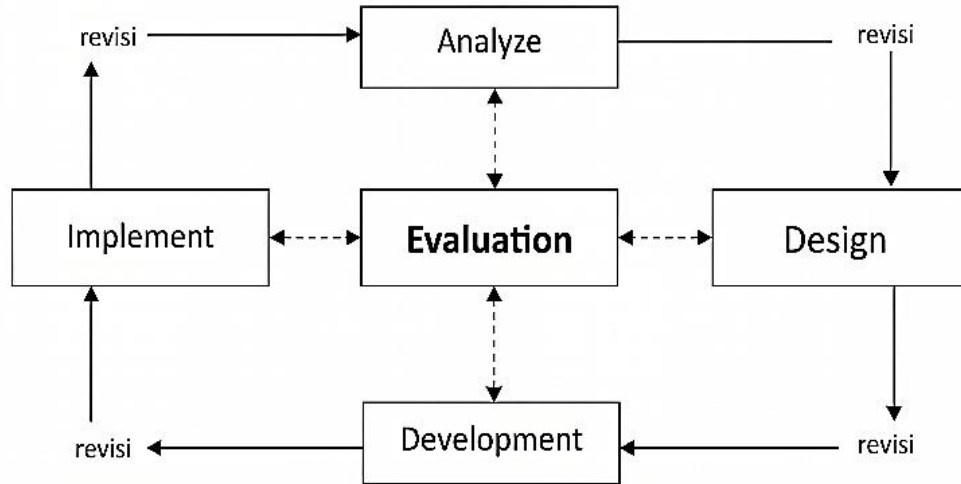 revisi
Analyze
revisi
Implement
Evaluation
Design
revisi
Development
revisi